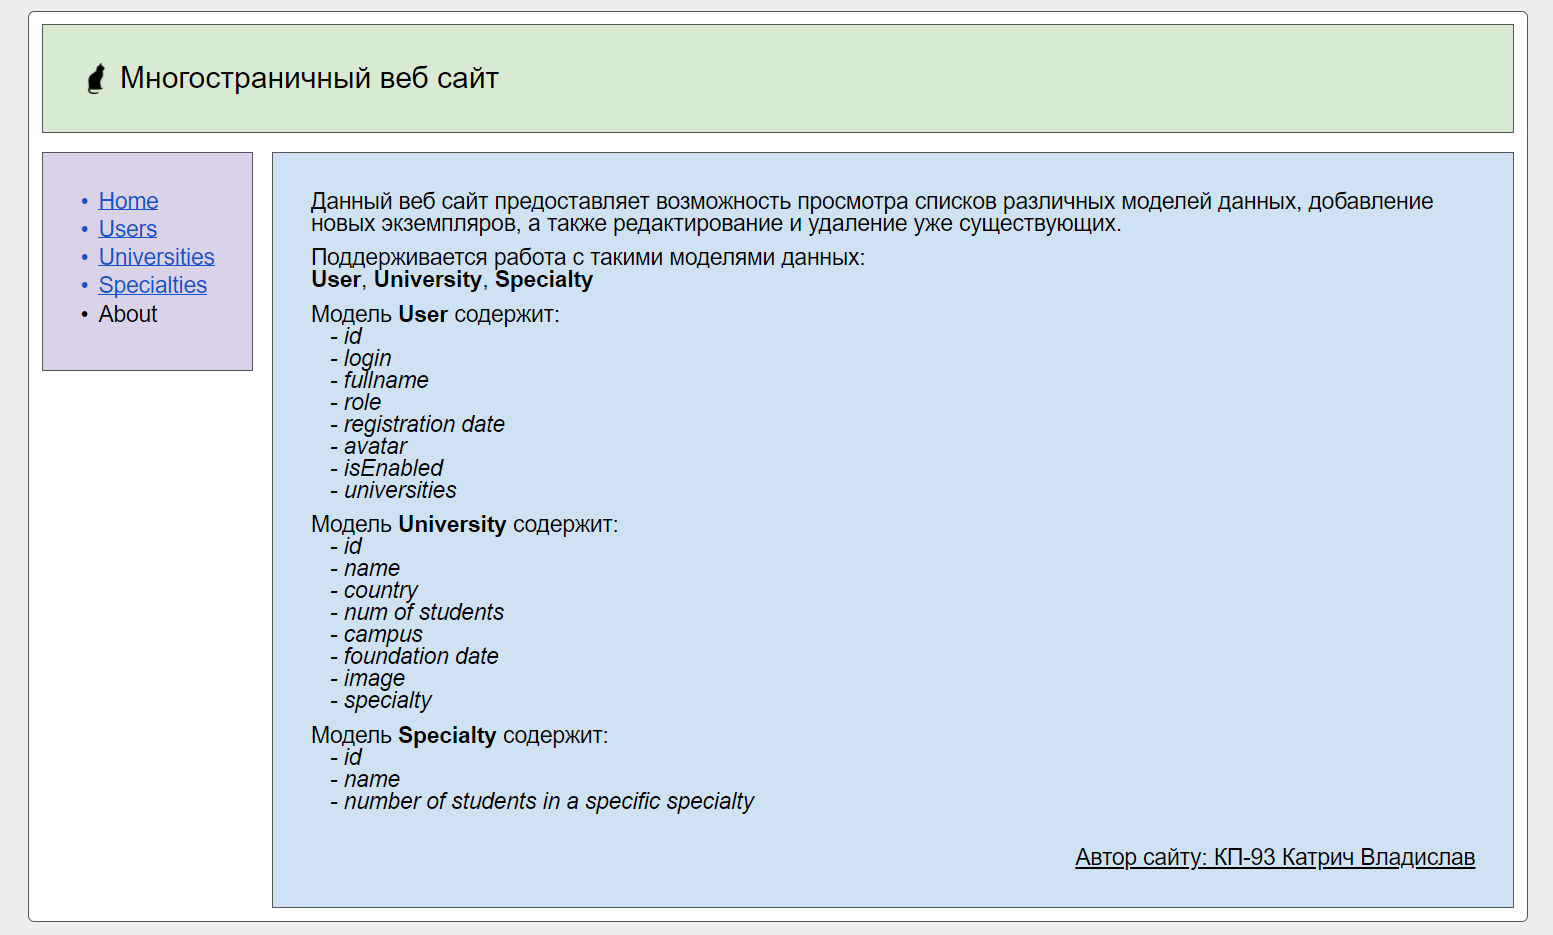 Многостраничный веб сайт
• Home
• Users
• Universities
• Specialties
• About
Данный веб сайт предоставляет возможность просмотра списков различных моделей данных, добавление
новых экземпляров, а также редактирование и удаление уже существующих.
Поддерживается работа с такими моделями данных:
User, University, Specialty
Модель User содержит:
- id
- login
- fullname
- role
- registration date
- avatar
- isEnabled
- universities
Модель University содержит:
- id
- name
- country
- num of students
- campus
- foundation date
- image
- specialty
Модель Specialty содержит:
- id
- name
- number of students in a specific specialty
Автор сайту: КП-93 Катрич Владислав